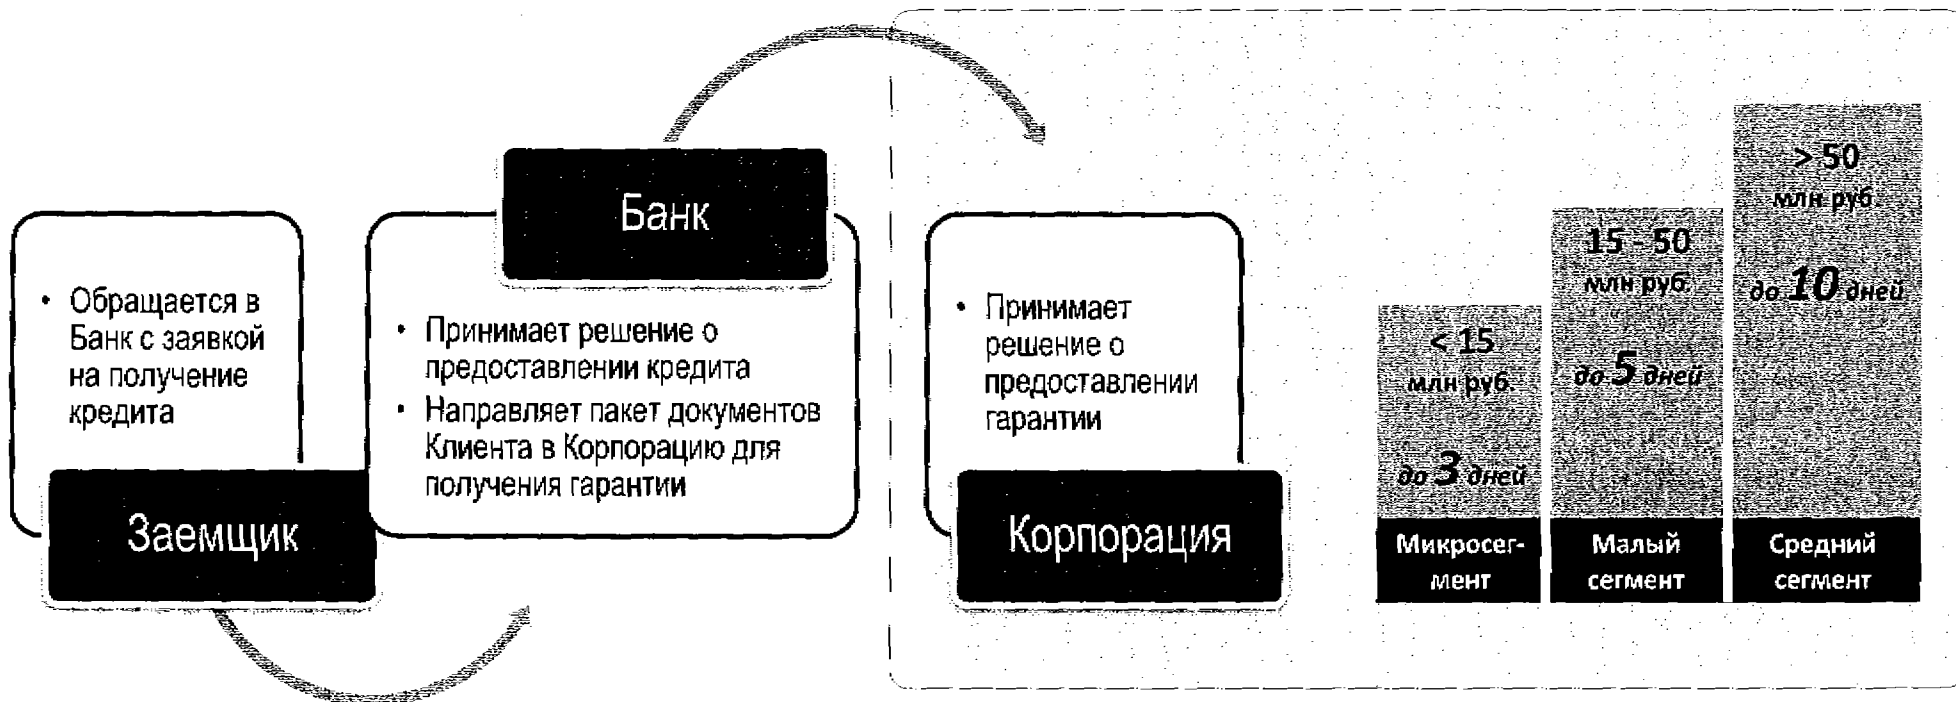 • Обращается в
Банк с заявкой
на получение
кредита
Заемщик
Банк
• Принимает решение о
предоставлении кредита
• Направляет пакет документов
Клиента в Корпорацию для
получения гарантии
• Принимает
решение о
предоставлении
гарантии
Корпорация
< 15
млн руб.
до 3 дней
Микросег-
мент
15 - 50
млн руб.
до 5 дней
Малый
сегмент
> 50
млн руб.
до 10 дней
Средний
сегмент